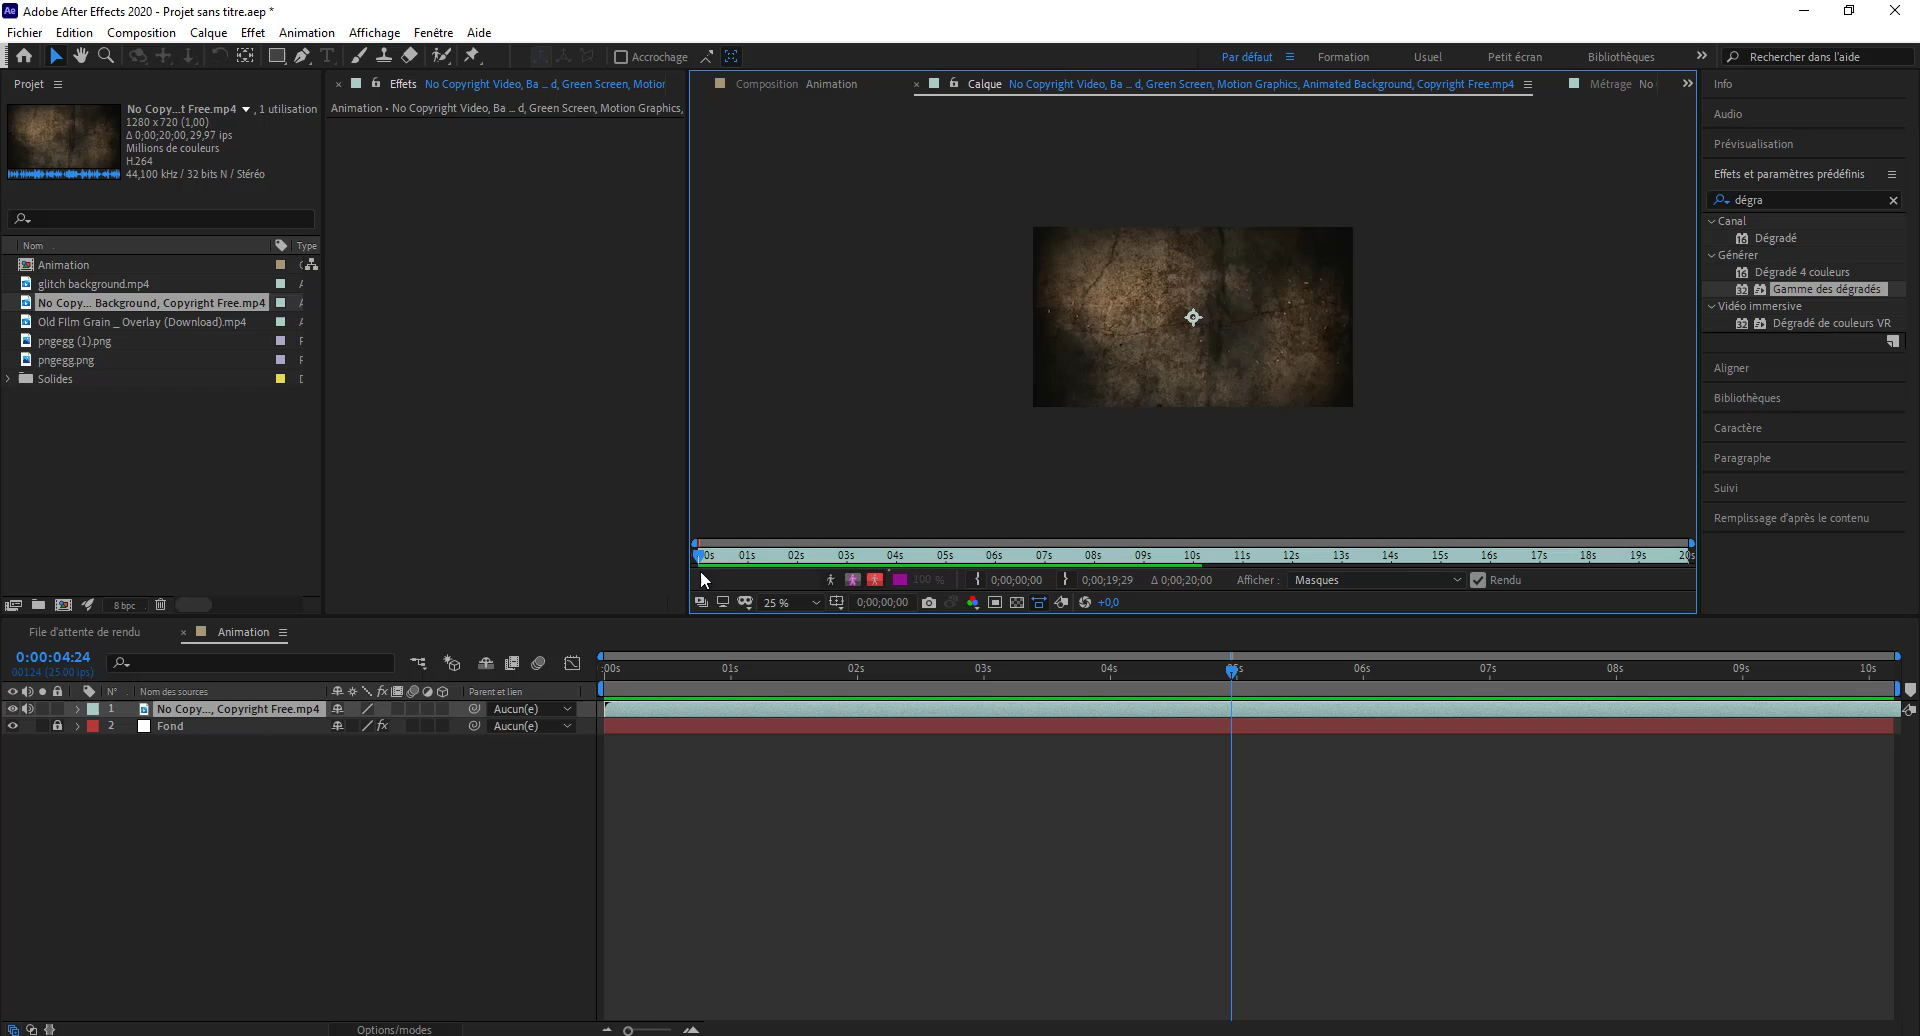 Ae Adobe After Effects 2020 - Projet sans titre.aep *
Fichier Edition Composition Calque Effet Animation Affichage Fenêtre Aide
Accrochage Par défaut Formation Usuel Petit écran Bibliothèques Rechercher dans l'aide
Projet
No Copy...t Free.mp4 , 1 utilisation
1280 x 720 (1,00)
Δ 0;00;20;00, 29,97 ips
Millions de couleurs
H.264
44,100 kHz / 32 bits N / Stéréo
Nom Type
Animation
glitch background.mp4
No Copy... Background, Copyright Free.mp4
Old FIlm Grain _ Overlay (Download).mp4
pngegg (1).png
pngegg.png
Solides
8 bpc
Effets No Copyright Video, Ba ... d, Green Screen, Motion
Animation • No Copyright Video, Ba ... d, Green Screen, Motion Graphics,
Composition Animation
Calque No Copyright Video, Ba ... d, Green Screen, Motion Graphics, Animated Background, Copyright Free.mp4
Métrage No
0s 01s 02s 03s 04s 05s 06s 07s 08s 09s 10s 11s 12s 13s 14s 15s 16s 17s 18s 19s 20s
100 % 0;00;00;00 0;00;19;29 Δ 0;00;20;00 Afficher : Masques Rendu
25 % 0;00;00;00 +0,0
Info
Audio
Prévisualisation
Effets et paramètres prédéfinis
dégra
Canal
Dégradé
Générer
Dégradé 4 couleurs
Gamme des dégradés
Vidéo immersive
Dégradé de couleurs VR
Aligner
Bibliothèques
Caractère
Paragraphe
Suivi
Remplissage d'après le contenu
File d'attente de rendu Animation
0:00:04:24
00124 (25.00 ips)
:00s 01s 02s 03s 04s 05s 06s 07s 08s 09s 10s
N° Nom des sources fx Parent et lien
1 No Copy..., Copyright Free.mp4 Aucun(e)
2 Fond fx Aucun(e)
Options/modes